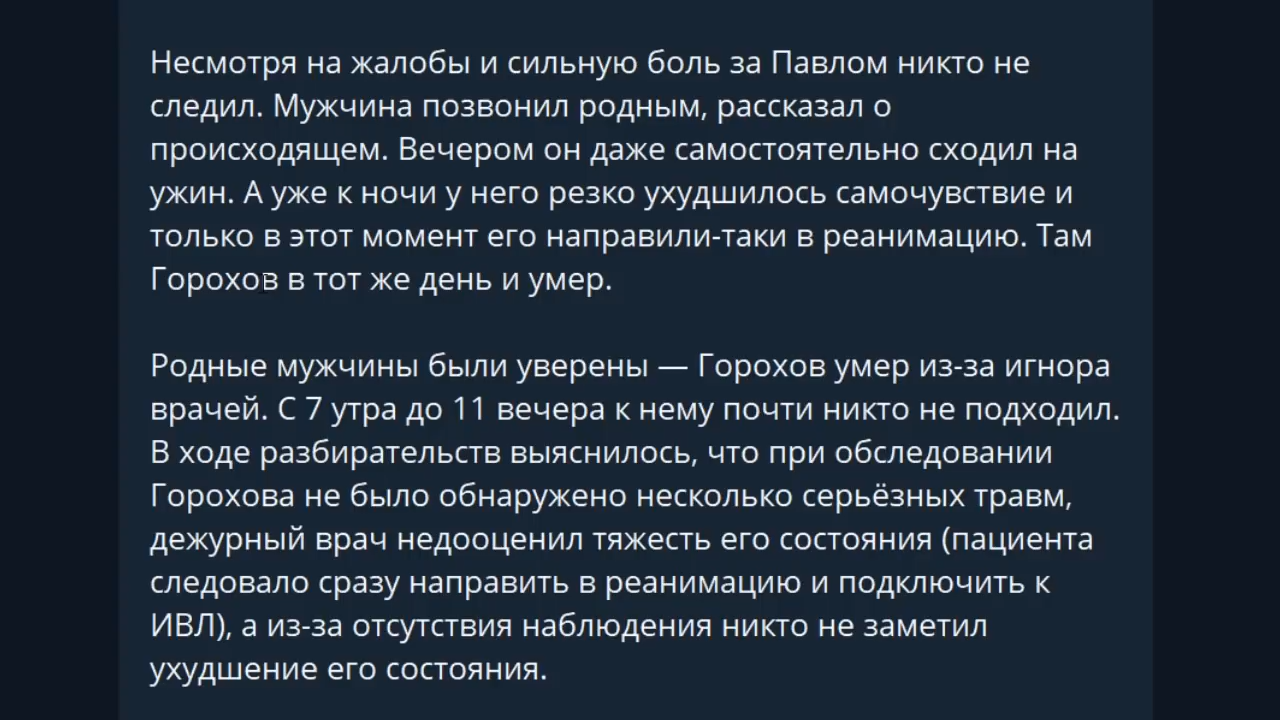 Несмотря на жалобы и сильную боль за Павлом никто не
следил. Мужчина позвонил родным, рассказал о
происходящем. Вечером он даже самостоятельно сходил на
ужин. А уже к ночи у него резко ухудшилось самочувствие и
только в этот момент его направили-таки в реанимацию. Там
Горохов в тот же день и умер.
Родные мужчины были уверены — Горохов умер из-за игнора
врачей. С 7 утра до 11 вечера к нему почти никто не подходил.
В ходе разбирательств выяснилось, что при обследовании
Горохова не было обнаружено несколько серьёзных травм,
дежурный врач недооценил тяжесть его состояния (пациента
следовало сразу направить в реанимацию и подключить к
ИВЛ), а из-за отсутствия наблюдения никто не заметил
ухудшение его состояния.